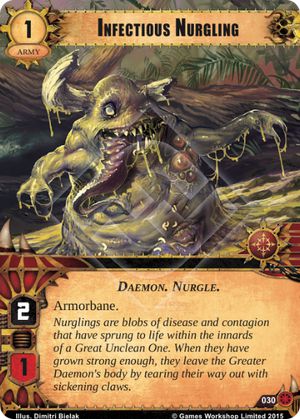 1
INFECTIOUS NURGLING
ARMY
DAEMON. NURGLE.
2
Armorbane.
1
Nurglings are blobs of disease and contagion
that have sprung to life within the innards
of a Great Unclean One. When they have
grown strong enough, they leave the Greater
Daemon's body by tearing their way out with
sickening claws.
030
Illus. Dimitri Bielak
© Games Workshop Limited 2015